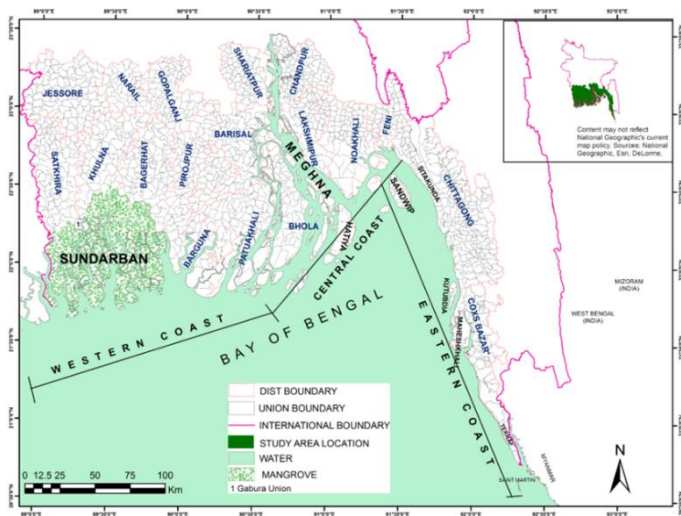 JESSORE
NARAIL
GOPALGANJ
SHARIATPUR
CHANDPUR
SATKHIRA
KHULNA
BAGERHAT
PIROJPUR
BARISAL
MEGHNA
LAKSHMIPUR
NOAKHALI
FENI
SITAKUNDA
CHITTAGONG
SANDWIP
HATIYA
BHOLA
PATUAKHALI
BARGUNA
1
SUNDARBAN
WESTERN COAST
CENTRAL COAST
EASTERN COAST
BAY OF BENGAL
KUTUBDIA
MAHESHKHALI
COXS BAZAR
TEKNAF
SAINT MARTIN
MYANMAR
MIZORAM
(INDIA)
WEST BENGAL
(INDIA)
Content may not reflect
National Geographic's current
map policy. Sources: National
Geographic, Esri, DeLorme.
DIST BOUNDARY
UNION BOUNDARY
INTERNATIONAL BOUNDARY
STUDY AREA LOCATION
WATER
MANGROVE
1 Gabura Union
0 12.5 25 50 75 100
Km
N